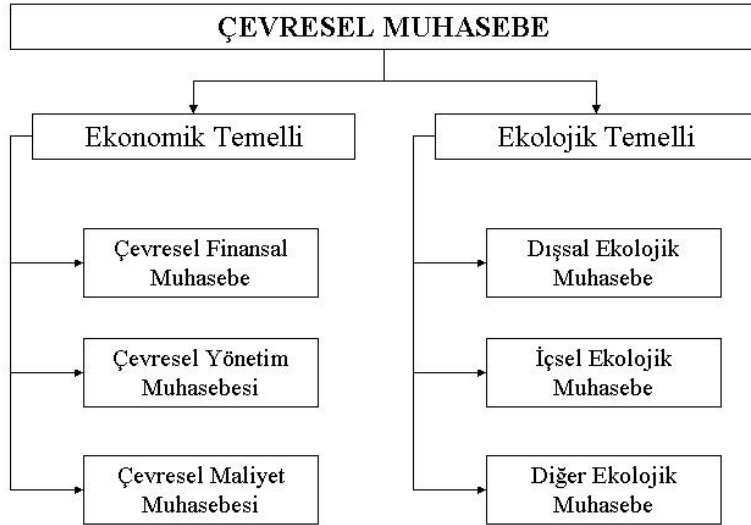 ÇEVRESEL MUHASEBE
Ekonomik Temelli
Çevresel Finansal
Muhasebe
Çevresel Yönetim
Muhasebesi
Çevresel Maliyet
Muhasebesi
Ekolojik Temelli
Dışsal Ekolojik
Muhasebe
İçsel Ekolojik
Muhasebe
Diğer Ekolojik
Muhasebe